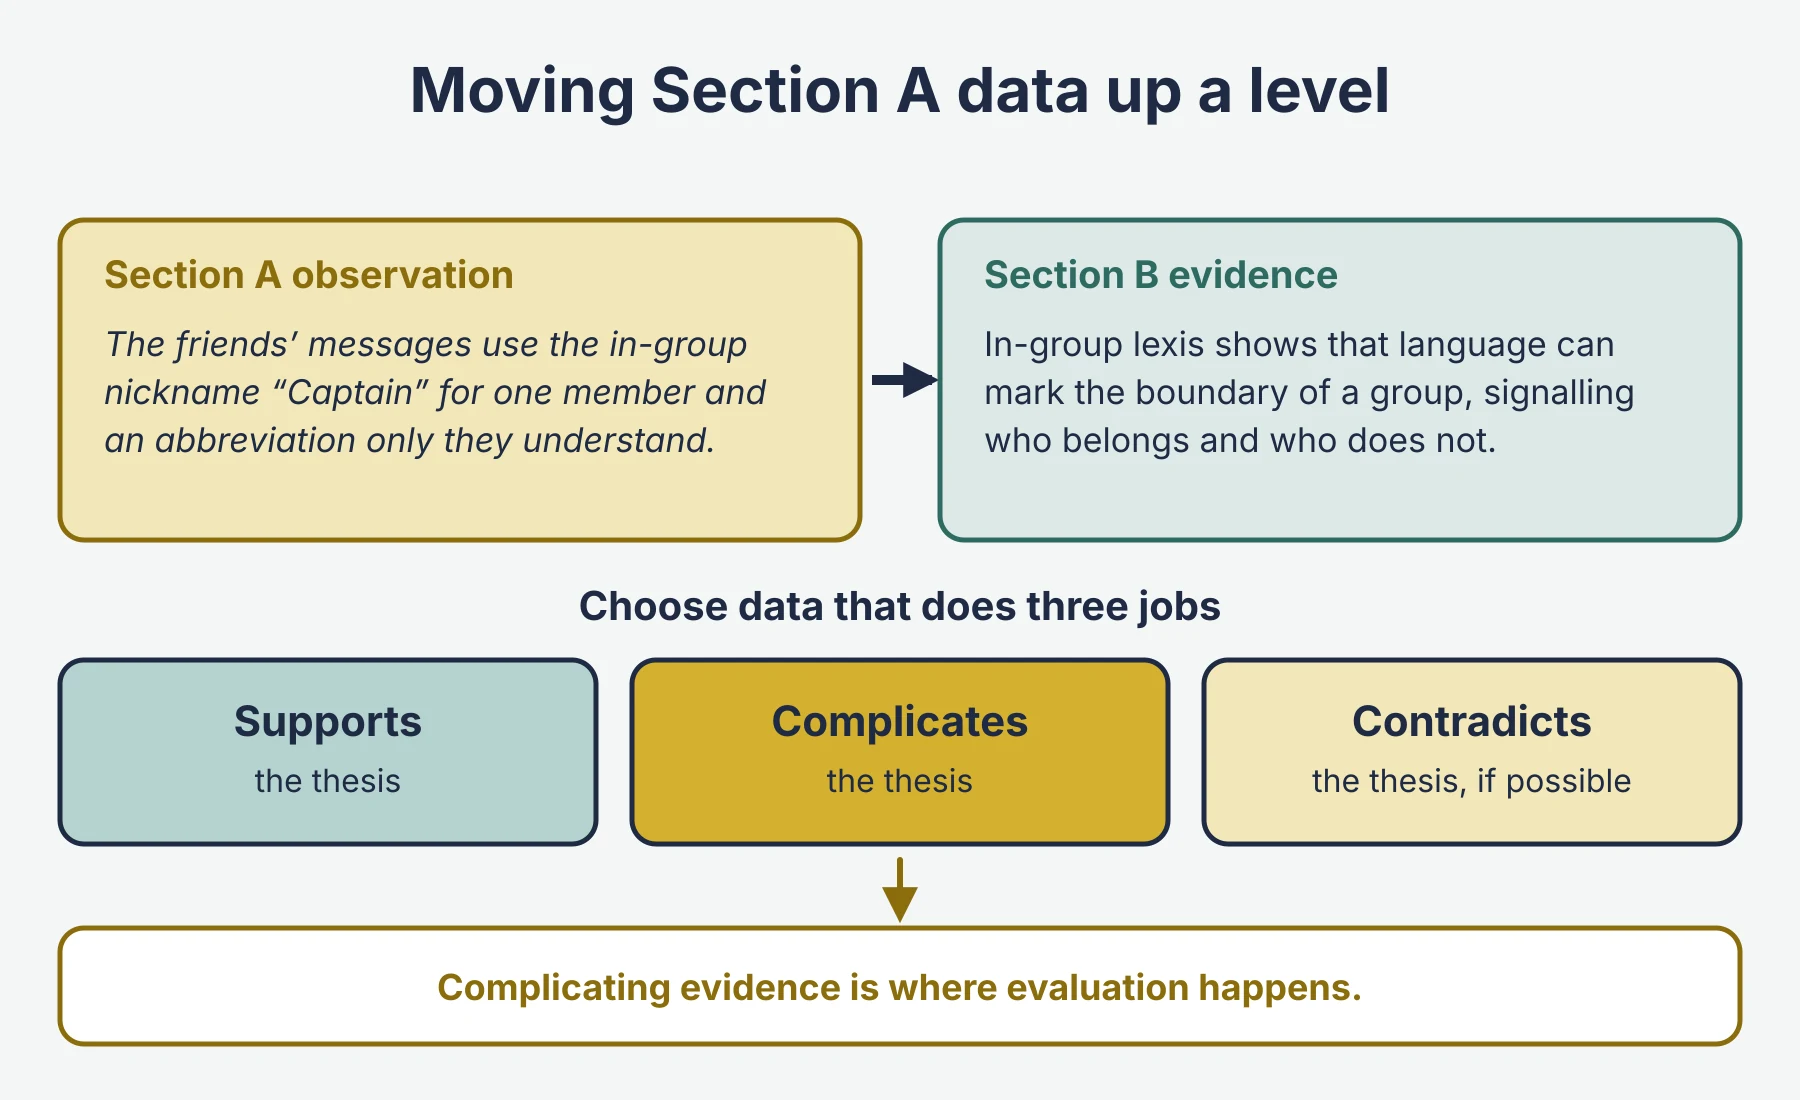 Moving Section A data up a level
Section A observation
The friends’ messages use the in-group
nickname “Captain” for one member and
an abbreviation only they understand.
Section B evidence
In-group lexis shows that language can
mark the boundary of a group, signalling
who belongs and who does not.
Choose data that does three jobs
Supports
the thesis
Complicates
the thesis
Contradicts
the thesis, if possible
Complicating evidence is where evaluation happens.